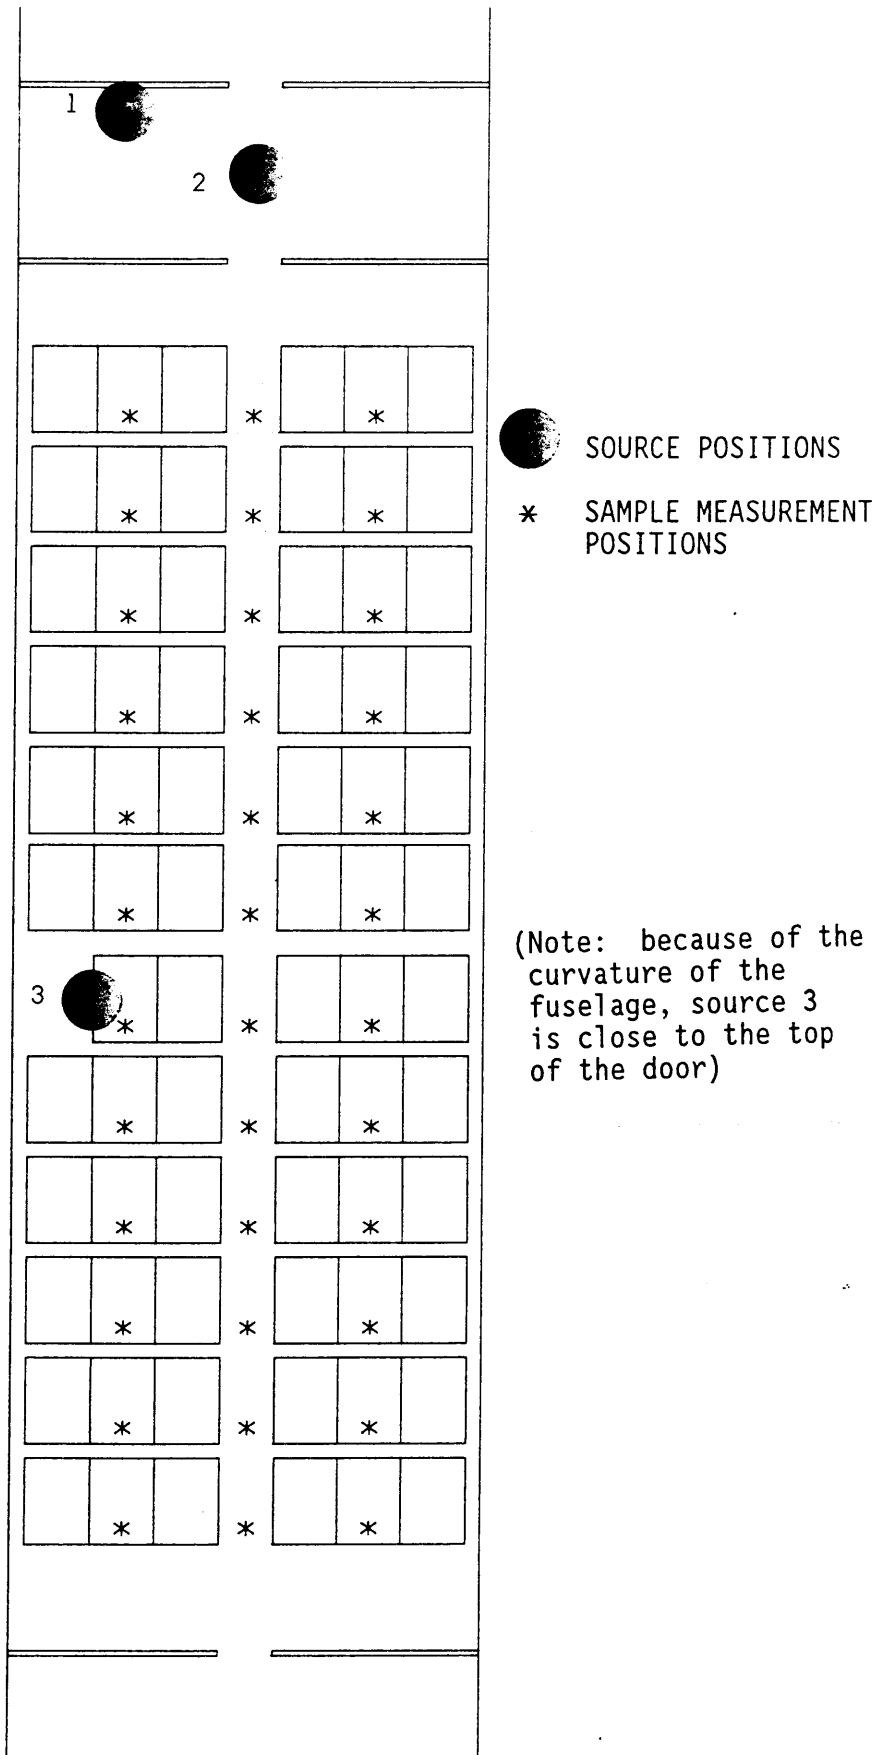 1
2
SOURCE POSITIONS
* SAMPLE MEASUREMENT
POSITIONS
3
(Note: because of the
curvature of the
fuselage, source 3
is close to the top
of the door)